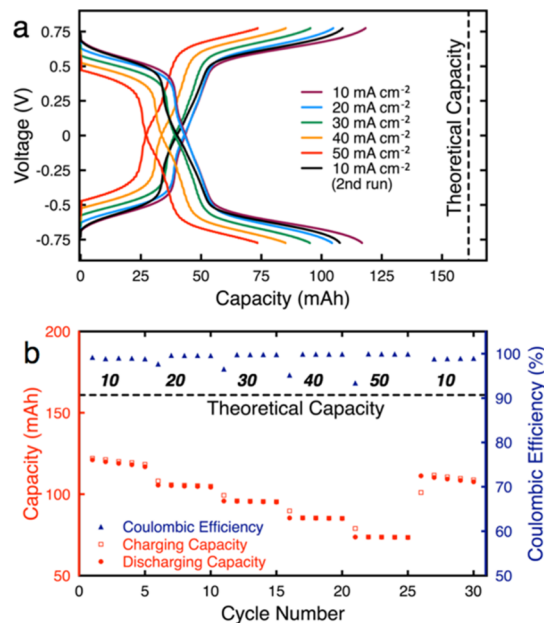 a
0.75
0.50
0.25
0
-0.25
-0.5
-0.75
Voltage (V)
10 mA cm-2
20 mA cm-2
30 mA cm-2
40 mA cm-2
50 mA cm-2
10 mA cm-2
(2nd run)
Theoretical Capacity
0 25 50 75 100 125 150
Capacity (mAh)
b
200
150
100
50
Capacity (mAh)
10 20 30 40 50 10
Theoretical Capacity
Coulombic Efficiency
Charging Capacity
Discharging Capacity
100
90
80
70
60
50
Coulombic Efficiency (%)
0 5 10 15 20 25 30
Cycle Number